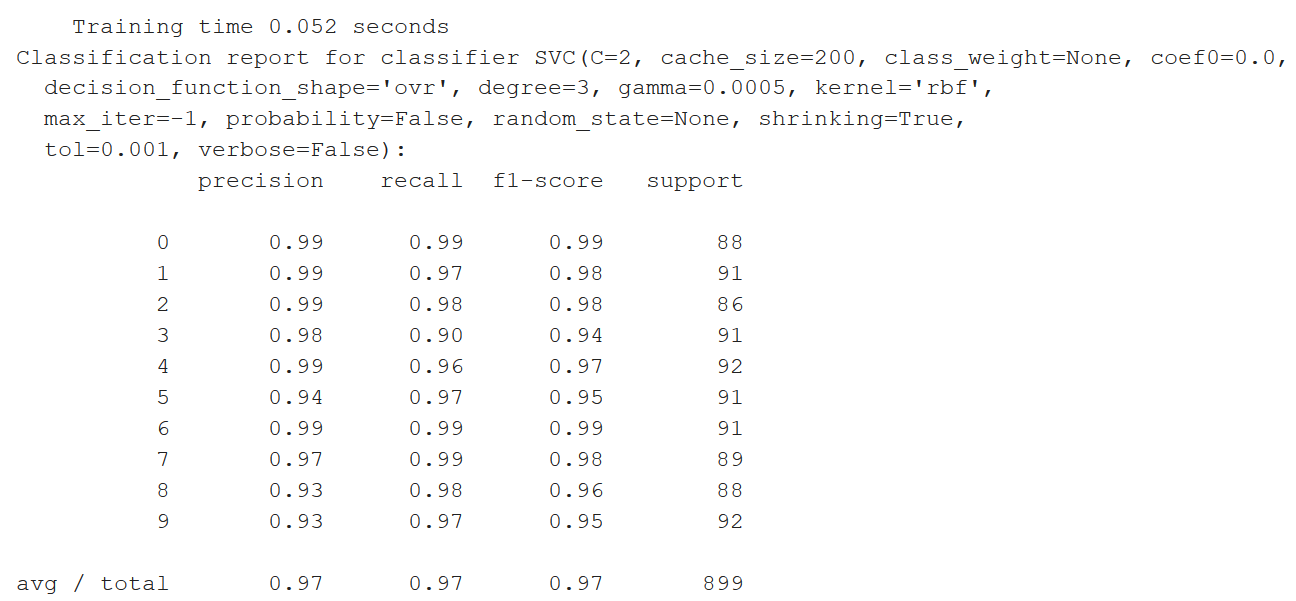 Training time 0.052 seconds
Classification report for classifier SVC(C=2, cache_size=200, class_weight=None, coef0=0.0,
decision_function_shape='ovr', degree=3, gamma=0.0005, kernel='rbf',
max_iter=-1, probability=False, random_state=None, shrinking=True,
tol=0.001, verbose=False):
precision recall f1-score support
0 0.99 0.99 0.99 88
1 0.99 0.97 0.98 91
2 0.99 0.98 0.98 86
3 0.98 0.90 0.94 91
4 0.99 0.96 0.97 92
5 0.94 0.97 0.95 91
6 0.99 0.99 0.99 91
7 0.97 0.99 0.98 89
8 0.93 0.98 0.96 88
9 0.93 0.97 0.95 92
avg / total 0.97 0.97 0.97 899